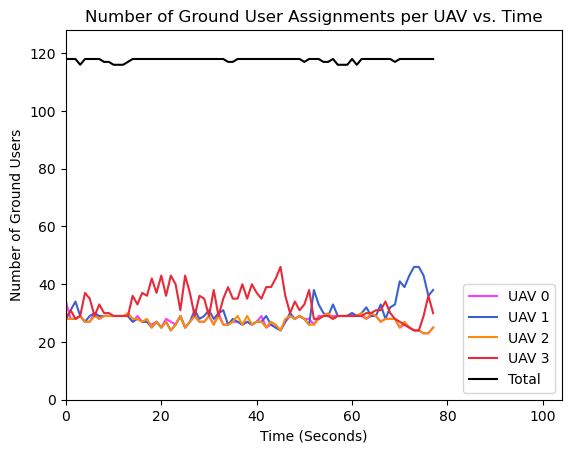 Number of Ground User Assignments per UAV vs. Time
Number of Ground Users
120
100
80
60
40
20
0
0 20 40 60 80 100
Time (Seconds)
UAV 0
UAV 1
UAV 2
UAV 3
Total